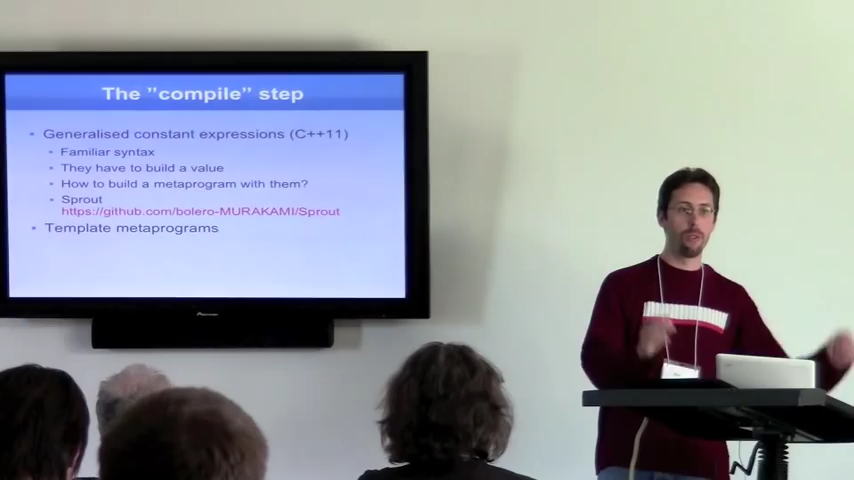 The "compile" step
Generalised constant expressions (C++11)
Familiar syntax
They have to build a value
How to build a metaprogram with them?
Sprout
https://github.com/bolero-MURAKAMI/Sprout
Template metaprograms
Pioneer